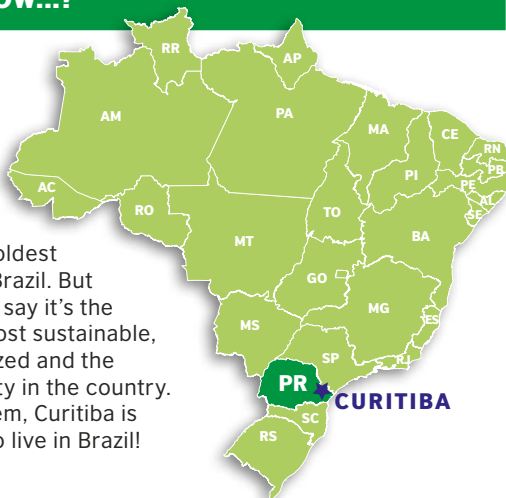 RR
AP
AM
PA
MA
CE
RN
PB
PI
PE
AL
SE
AC
RO
TO
BA
MT
GO
MG
ES
MS
SP
RJ
PR
CURITIBA
SC
RS
oldest
Brazil. But
say it's the
ost sustainable,
zed and the
ty in the country.
em, Curitiba is
o live in Brazil!